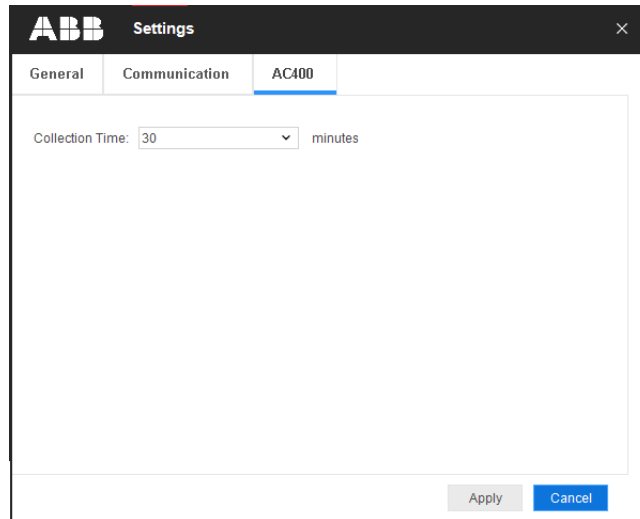 ABB Settings
General Communication AC400
Collection Time: 30 minutes
Apply Cancel